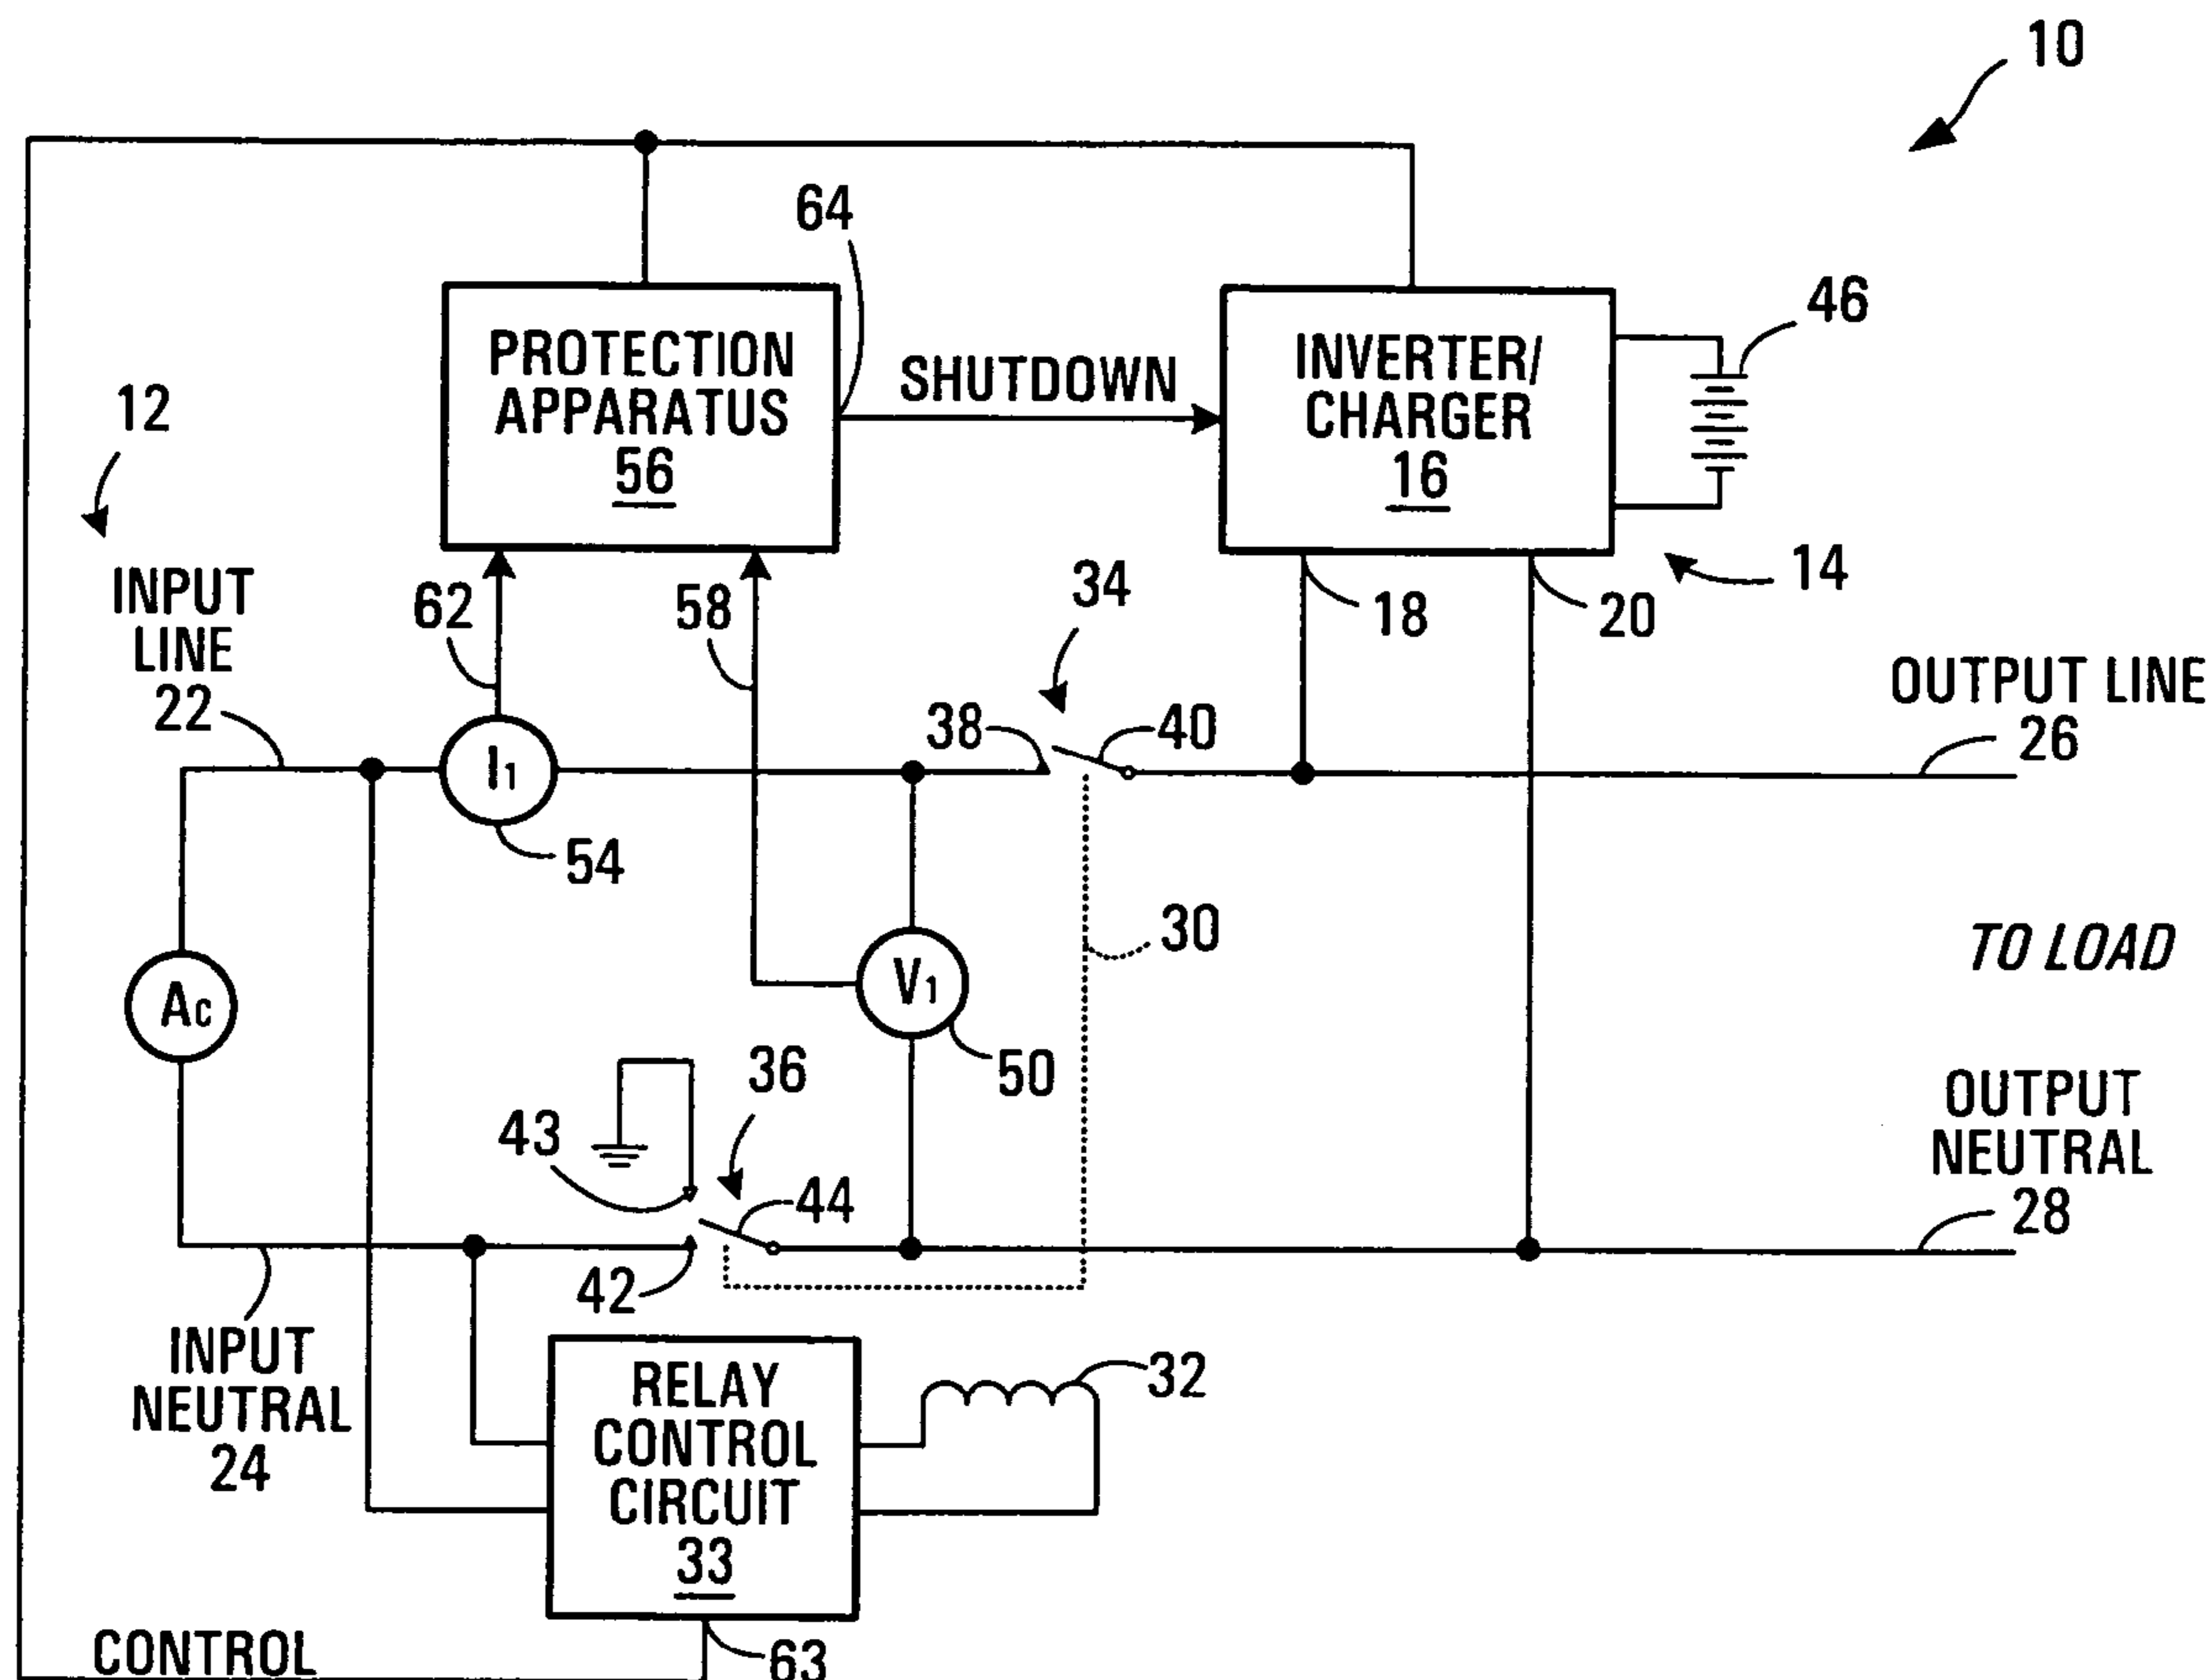 10
64
PROTECTION
APPARATUS
56
SHUTDOWN
INVERTER/
CHARGER
16
46
12
INPUT
LINE
22
62
58
34
18
20
14
38
40
OUTPUT LINE
26
I1
54
30
TO LOAD
AC
V1
50
36
43
44
OUTPUT
NEUTRAL
28
42
INPUT
NEUTRAL
24
RELAY
CONTROL
CIRCUIT
33
32
CONTROL
63